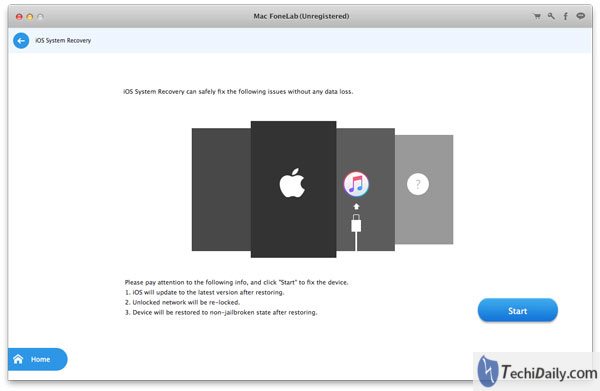 Mac FoneLab (Unregistered)
iOS System Recovery
iOS System Recovery can safely fix the following issues without any data loss.
?
Please pay attention to the following info, and click "Start" to fix the device.
1. iOS will update to the latest version after restoring.
2. Unlocked network will be re-locked.
3. Device will be restored to non-jailbroken state after restoring.
Start
Home
TechiDaily.com